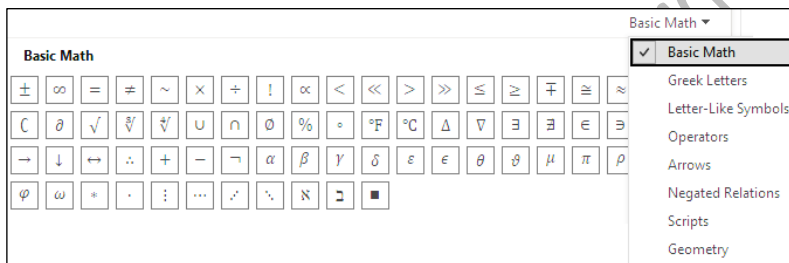 Basic Math
Basic Math
± ∞ = ≠ ~ × ÷ ! ∝ < ≪ > ≫ ≤ ≥ ∓ ≅ ≈
∁ ∂ √ ∛ ∜ ∪ ∩ ∅ % ° °F °C ∆ ∇ ∃ ∄ ∈ ∋
→ ↓ ↔ ∴ + − ¬ α β γ δ ε ϵ θ ϑ μ π ρ
φ ω ∗ ∙ ⋮ ⋯ ⋰ ⋱ ℵ ℶ ∎
✓ Basic Math
Greek Letters
Letter-Like Symbols
Operators
Arrows
Negated Relations
Scripts
Geometry